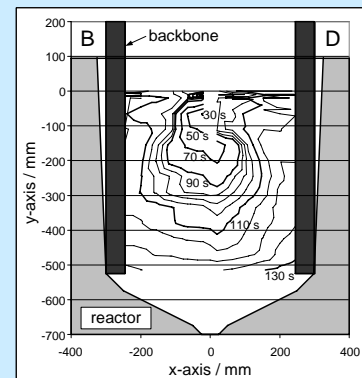 200
B
D
backbone
100
0
30 s
-100
50 s
70 s
-200
90 s
-300
110 s
-400
-500
130 s
-600
reactor
-700
-400
-200
0
200
400
y-axis / mm
x-axis / mm